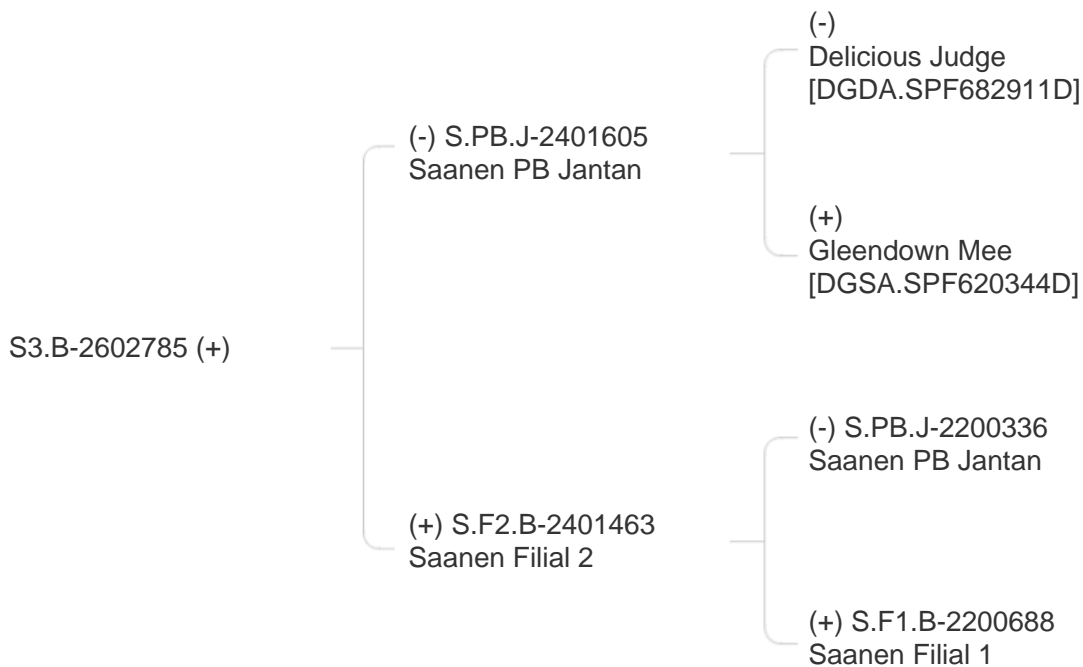 (-)
Delicious Judge
[DGDA.SPF682911D]
(-) S.PB.J-2401605
Saanen PB Jantan
(+)
Gleendown Mee
[DGSA.SPF620344D]
S3.B-2602785 (+)
(-) S.PB.J-2200336
Saanen PB Jantan
(+) S.F2.B-2401463
Saanen Filial 2
(+) S.F1.B-2200688
Saanen Filial 1